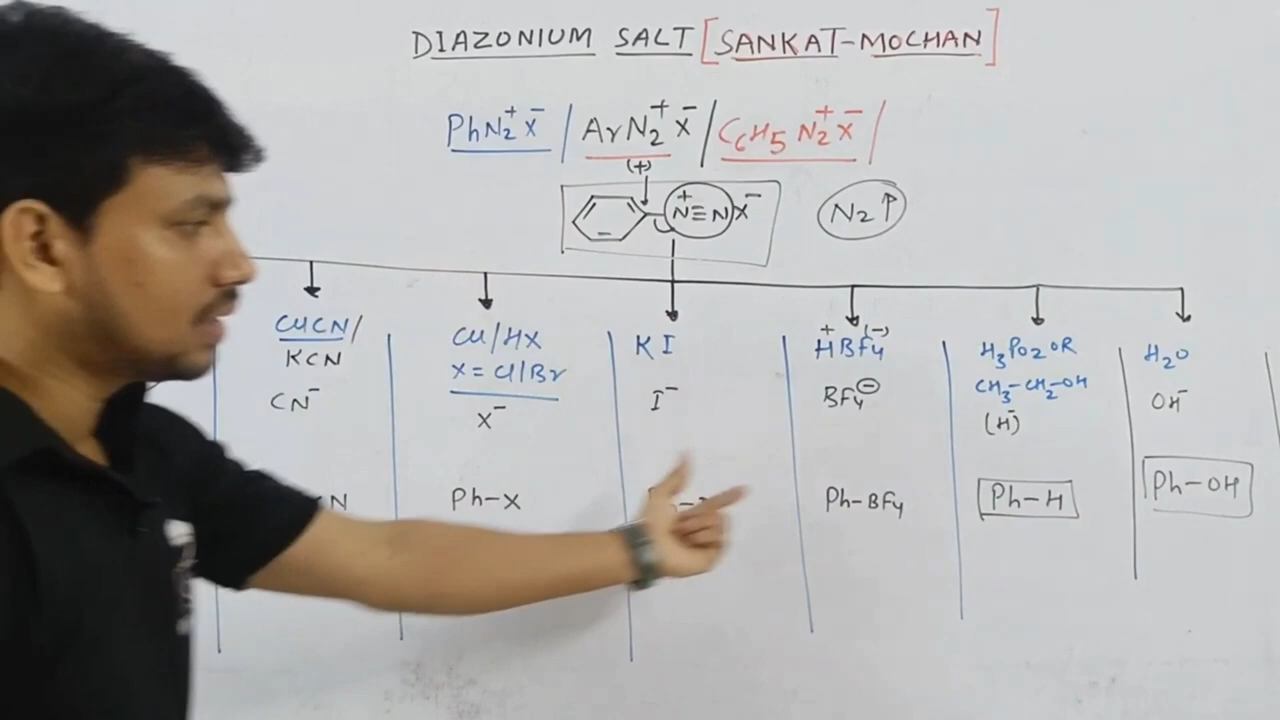 DIAZONIUM SALT [SANKAT-MOCHAN]
PhN₂⁺X⁻ / ArN₂⁺X⁻ / C₆H₅N₂⁺X⁻ /
(+)
N⁺≡N X⁻
N₂↑
CuCN/
KCN
CN⁻
Cu/HX
X=Cl/Br
X⁻
Ph-X
KI
I⁻
H⁺BF₄(-)
BF₄⊖
Ph-BF₄
H₃PO₂ OR
CH₃-CH₂-OH
(H⁻)
Ph-H
H₂O
OH⁻
Ph-OH